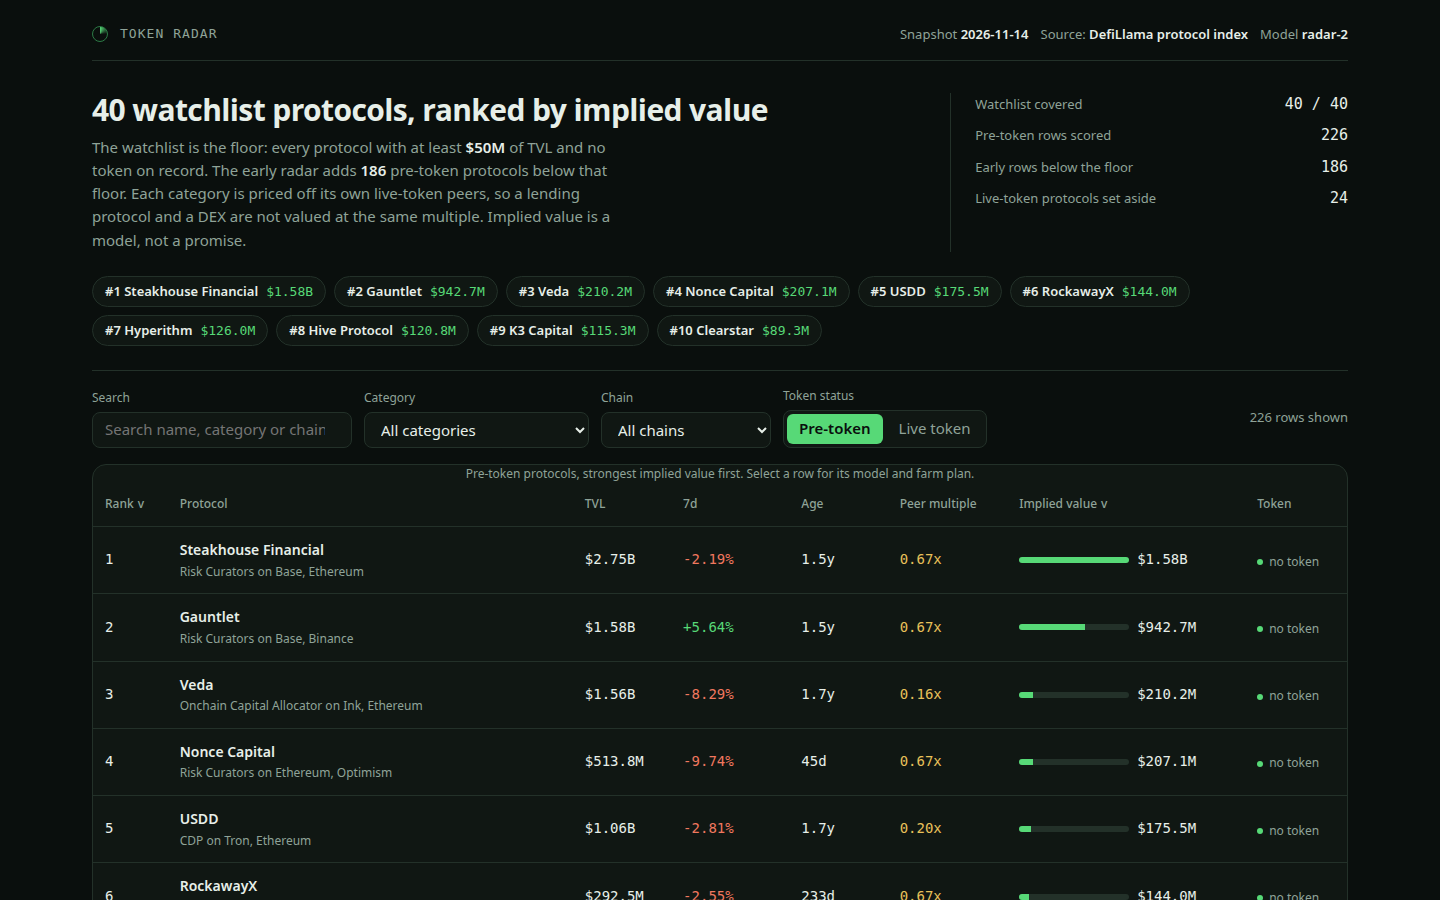 TOKEN RADAR
Snapshot 2026-11-14 Source: DefiLlama protocol index Model radar-2
40 watchlist protocols, ranked by implied value
The watchlist is the floor: every protocol with at least $50M of TVL and no
token on record. The early radar adds 186 pre-token protocols below that
floor. Each category is priced off its own live-token peers, so a lending
protocol and a DEX are not valued at the same multiple. Implied value is a
model, not a promise.
Watchlist covered 40 / 40
Pre-token rows scored 226
Early rows below the floor 186
Live-token protocols set aside 24
#1 Steakhouse Financial $1.58B #2 Gauntlet $942.7M #3 Veda $210.2M #4 Nonce Capital $207.1M #5 USDD $175.5M #6 RockawayX $144.0M
#7 Hyperithm $126.0M #8 Hive Protocol $120.8M #9 K3 Capital $115.3M #10 Clearstar $89.3M
Search Category Chain Token status
Search name, category or chain All categories All chains Pre-token Live token 226 rows shown
Pre-token protocols, strongest implied value first. Select a row for its model and farm plan.
Rank v Protocol TVL 7d Age Peer multiple Implied value v Token
1 Steakhouse Financial $2.75B -2.19% 1.5y 0.67x $1.58B no token
Risk Curators on Base, Ethereum
2 Gauntlet $1.58B +5.64% 1.5y 0.67x $942.7M no token
Risk Curators on Base, Binance
3 Veda $1.56B -8.29% 1.7y 0.16x $210.2M no token
Onchain Capital Allocator on Ink, Ethereum
4 Nonce Capital $513.8M -9.74% 45d 0.67x $207.1M no token
Risk Curators on Ethereum, Optimism
5 USDD $1.06B -2.81% 1.7y 0.20x $175.5M no token
CDP on Tron, Ethereum
6 RockawayX $292.5M -2.55% 233d 0.67x $144.0M no token